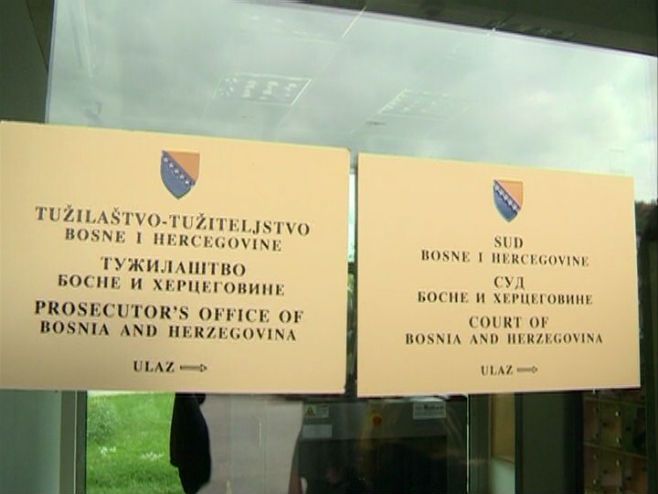 TUŽILAŠTVO-TUŽITELJSTVO
BOSNE I HERCEGOVINE
ТУЖИЛАШТВО
БОСНЕ И ХЕРЦЕГОВИНЕ
PROSECUTOR'S OFFICE OF
BOSNIA AND HERZEGOVINA
ULAZ
SUD
BOSNE I HERCEGOVINE
СУД
БОСНЕ И ХЕРЦЕГОВИНЕ
COURT OF
BOSNIA AND HERZEGOVINA
ULAZ